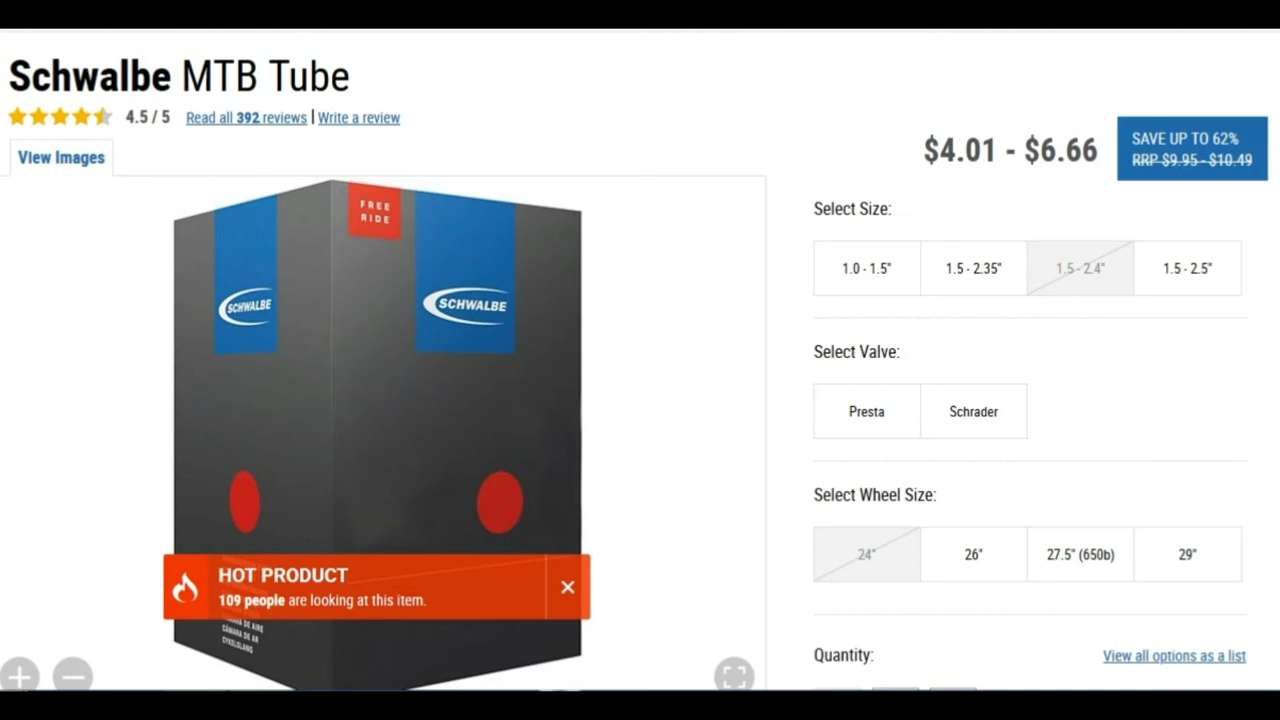 Schwalbe MTB Tube
4.5 / 5 Read all 392 reviews | Write a review
View Images
$4.01 - $6.66
SAVE UP TO 62%
RRP $9.95 - $10.49
FREE
RIDE
SCHWALBE
SCHWALBE
Select Size:
1.0 - 1.5" 1.5 - 2.35" 1.5 - 2.4" 1.5 - 2.5"
Select Valve:
Presta Schrader
Select Wheel Size:
24" 26" 27.5" (650b) 29"
HOT PRODUCT
109 people are looking at this item.
CÂMARA DE AR
CYKELSLANG
Quantity:
View all options as a list